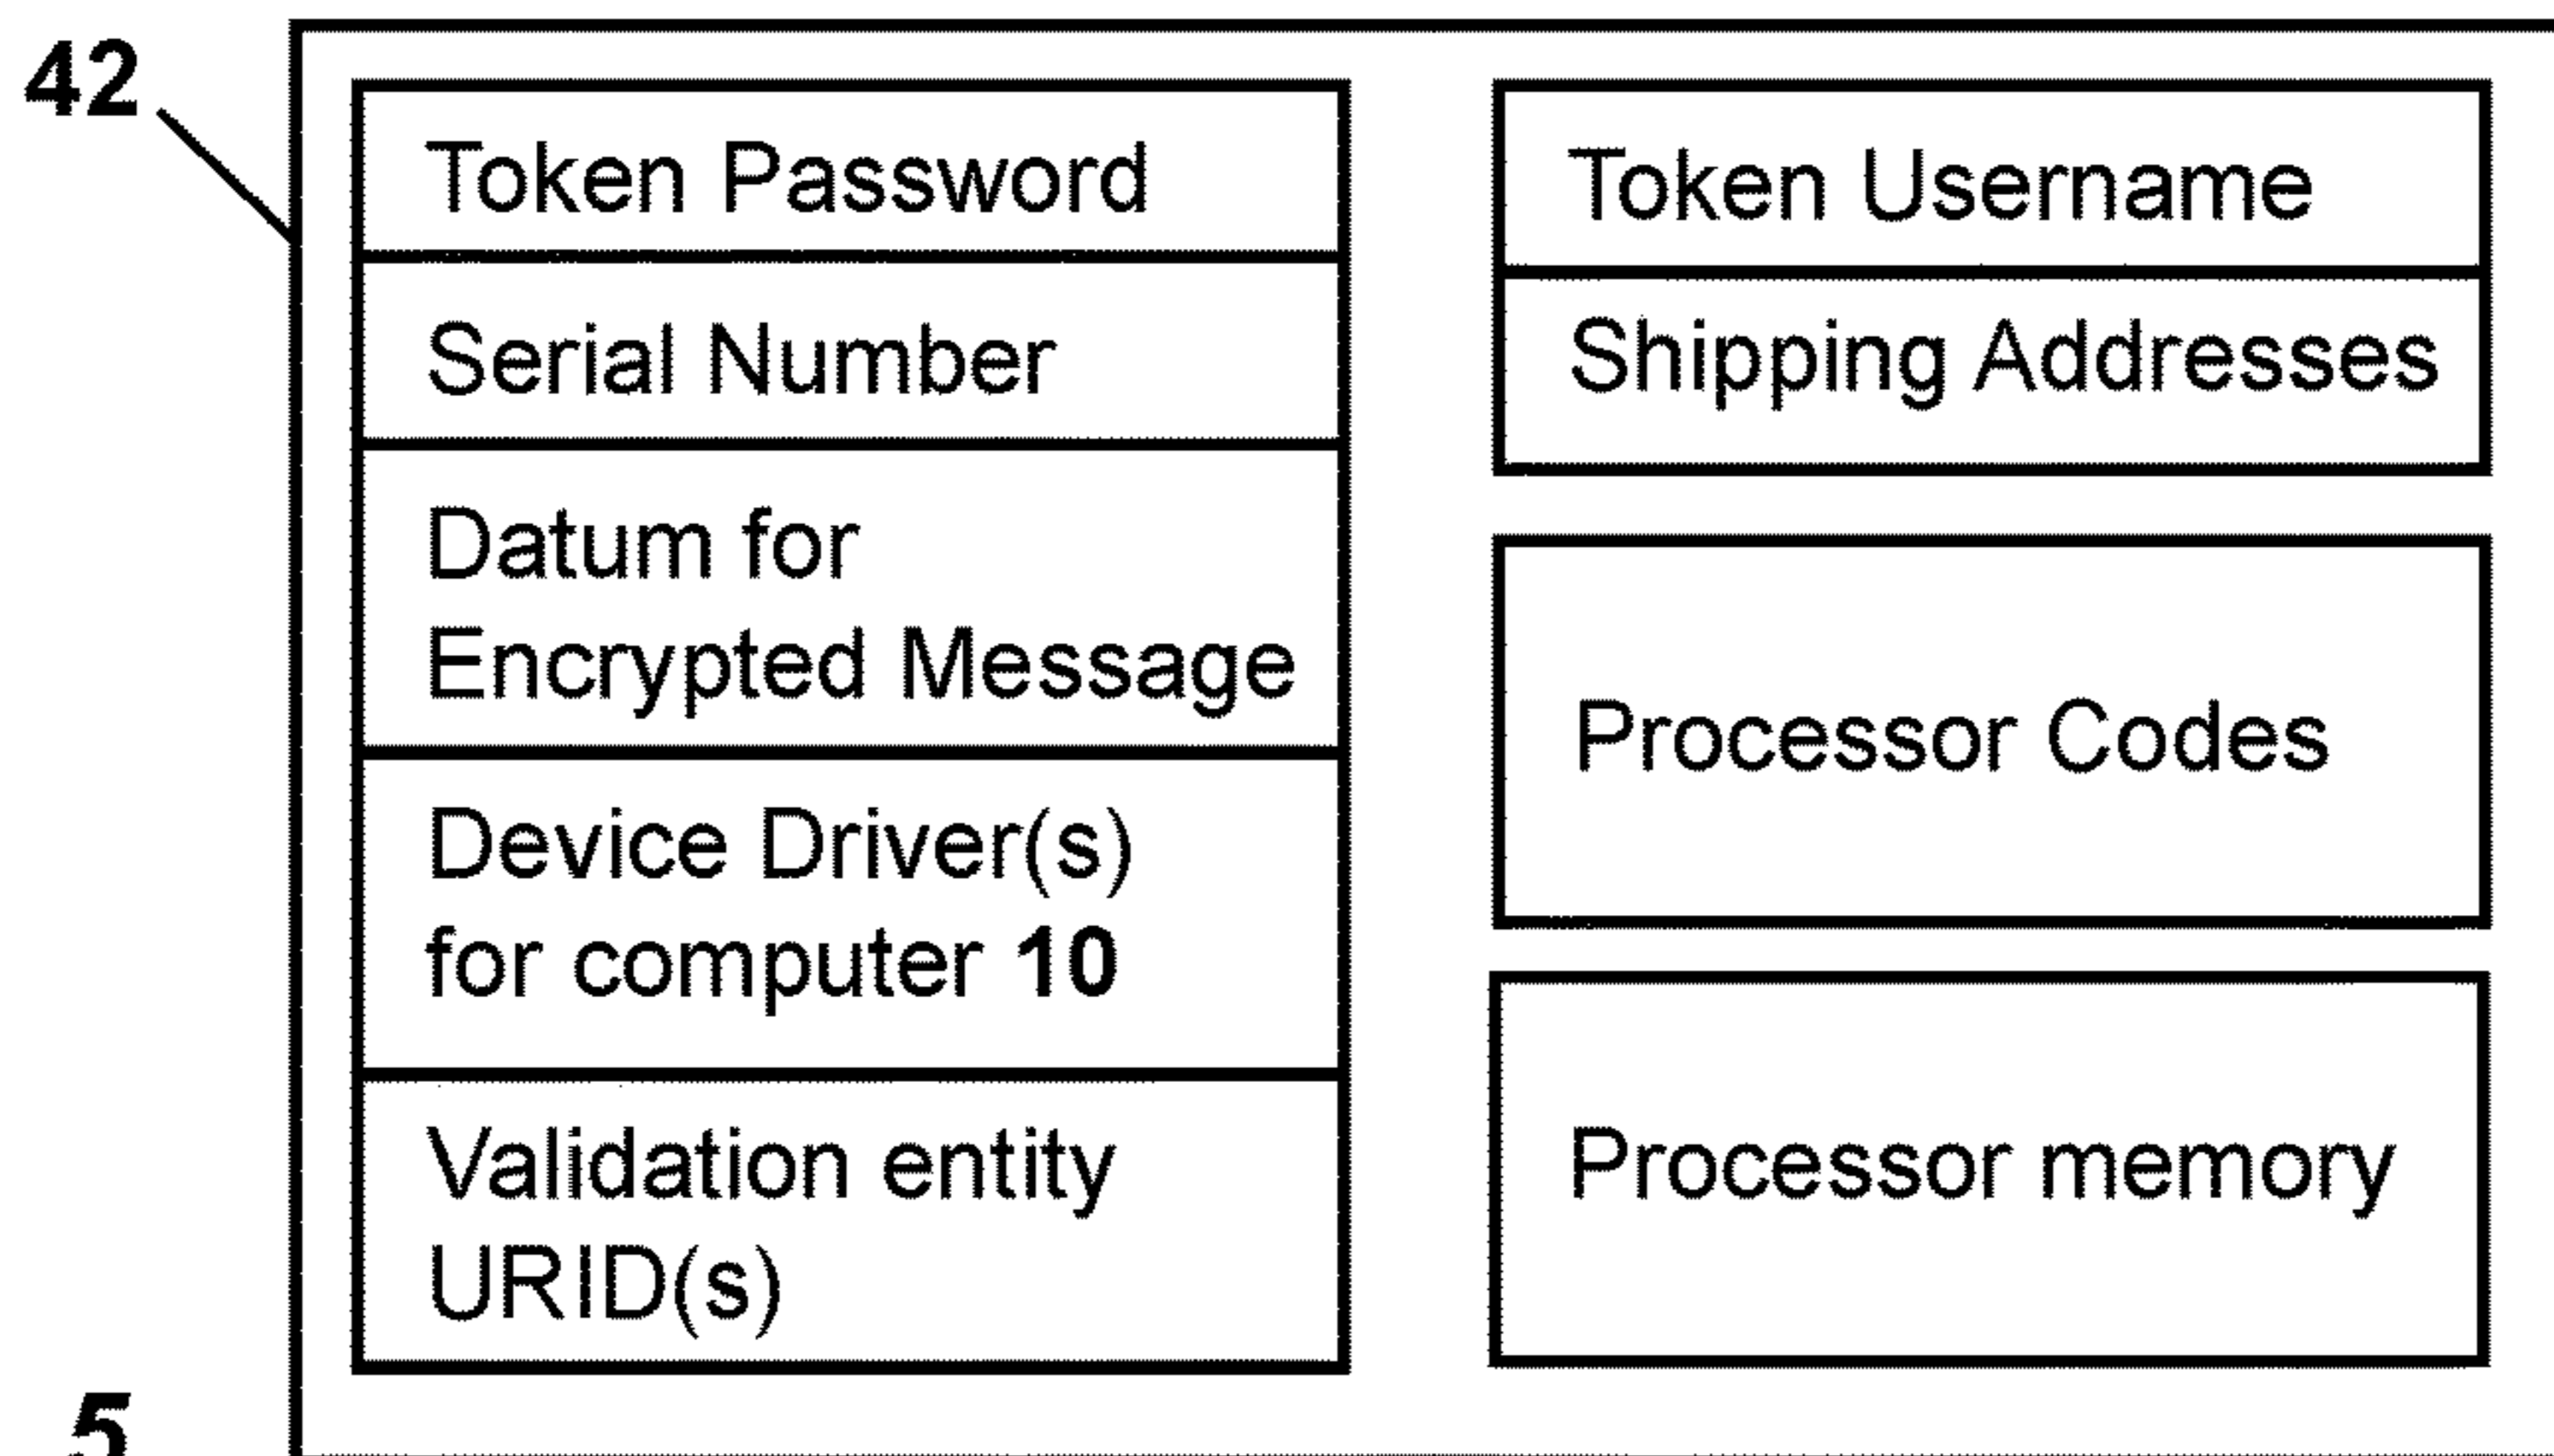 42
Token Password
Serial Number
Datum for
Encrypted Message
Device Driver(s)
for computer 10
Validation entity
URID(s)
Token Username
Shipping Addresses
Processor Codes
Processor memory
5